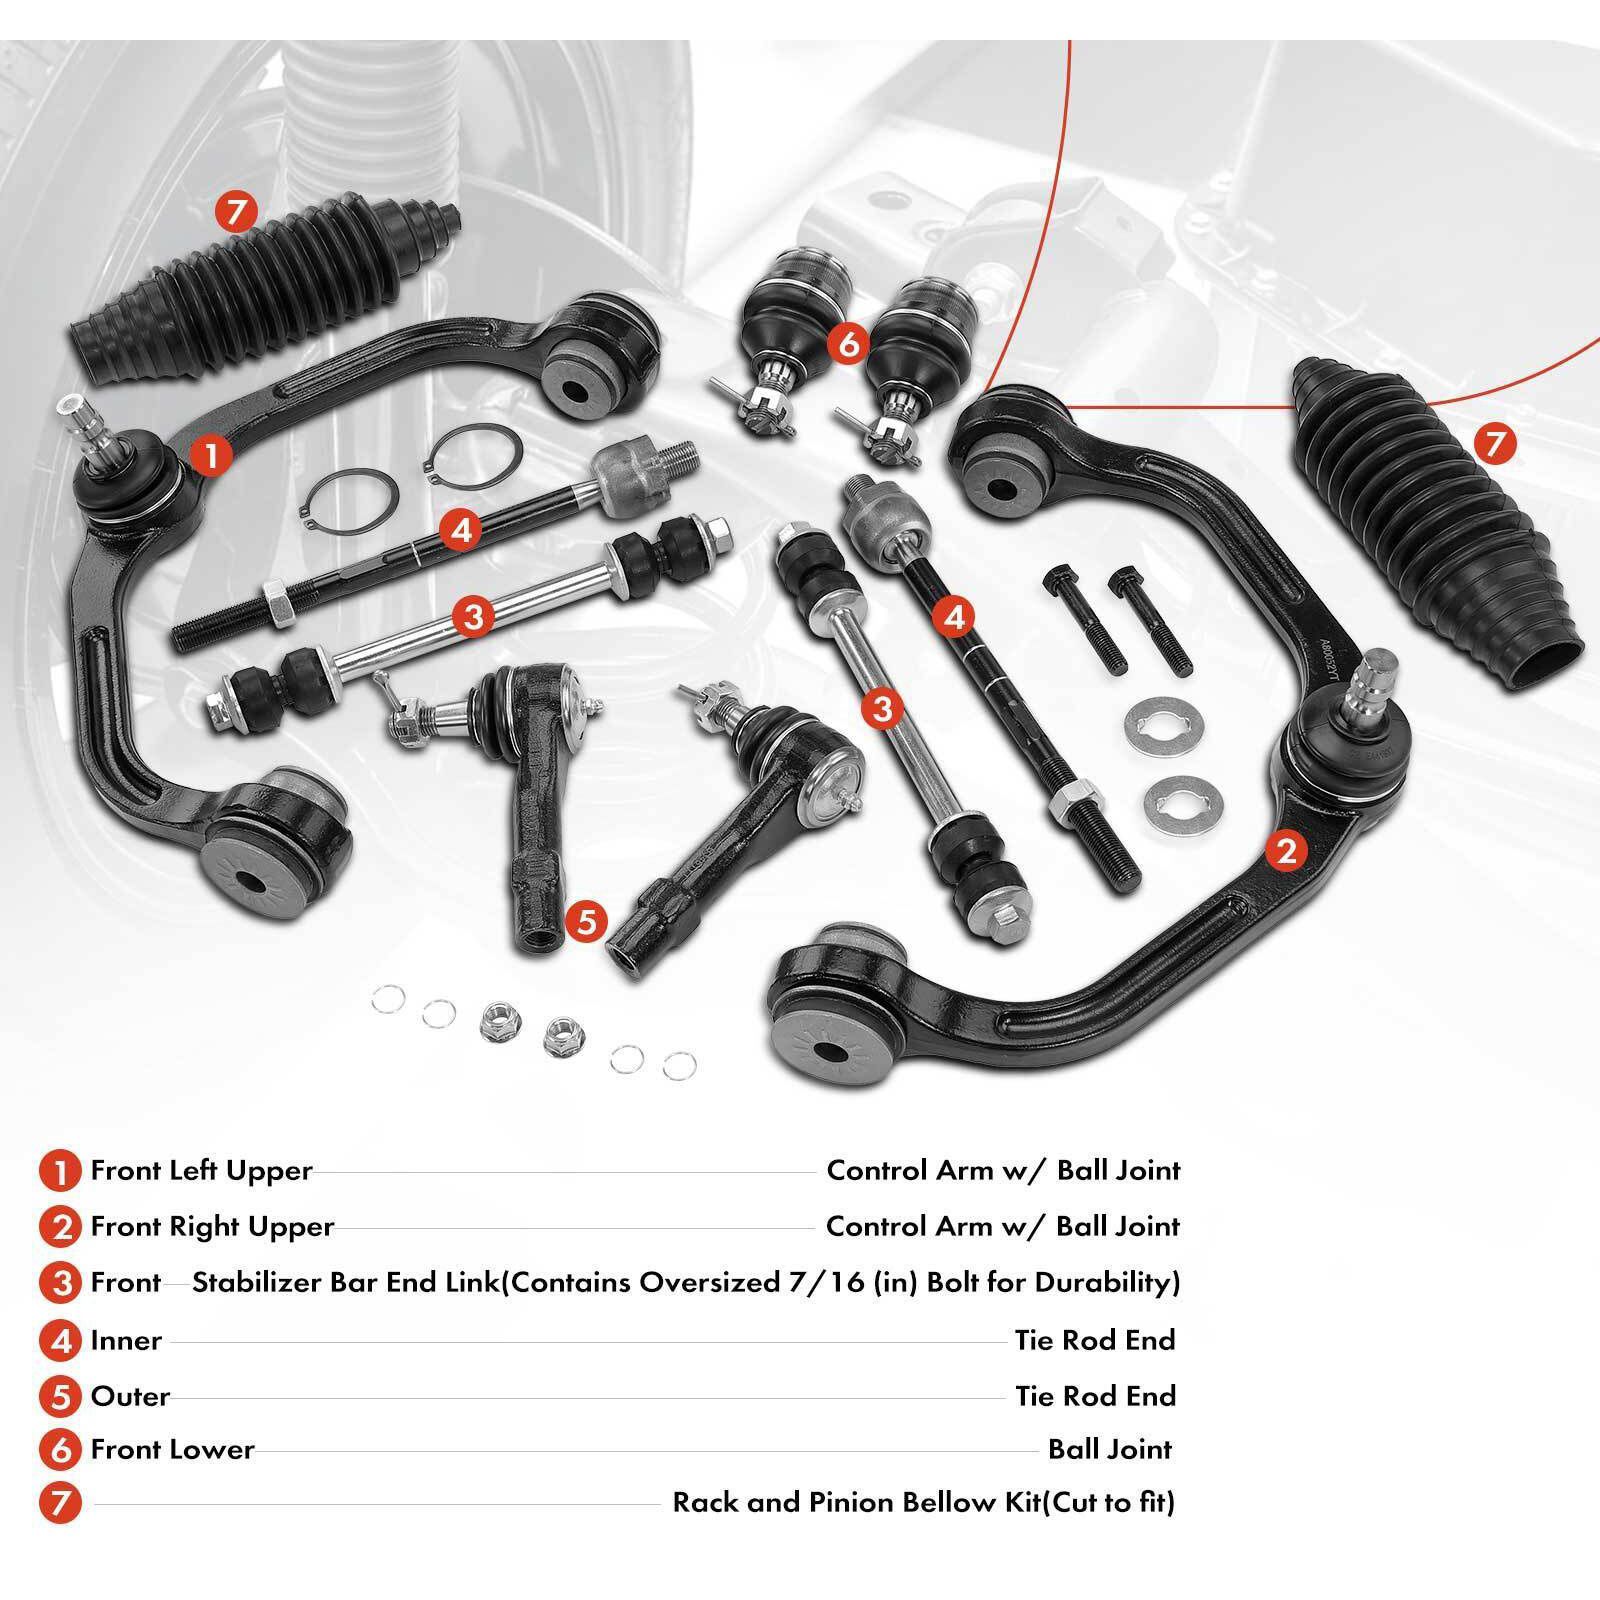 7
6
7
1
4
4
3
A80052YT
3
2
5
1 Front Left Upper Control Arm w/ Ball Joint
2 Front Right Upper Control Arm w/ Ball Joint
3 Front Stabilizer Bar End Link(Contains Oversized 7/16 (in) Bolt for Durability)
4 Inner Tie Rod End
5 Outer Tie Rod End
6 Front Lower Ball Joint
7 Rack and Pinion Bellow Kit(Cut to fit)